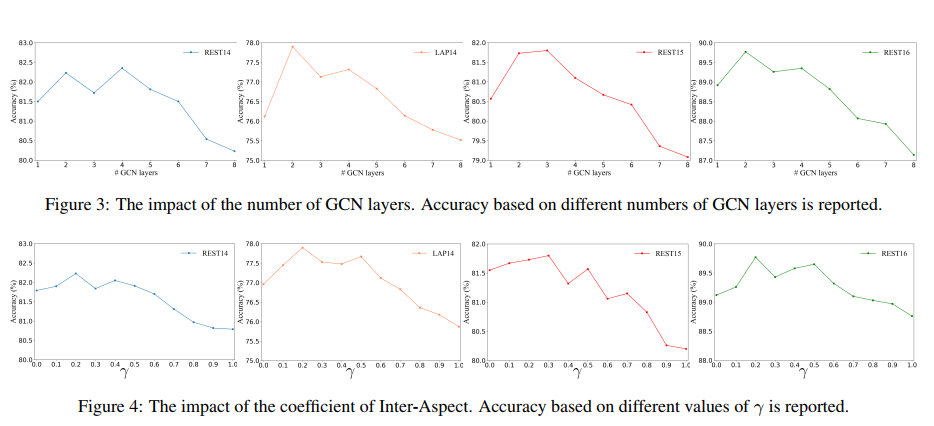 83.0
82.5
82.0
81.5
81.0
80.5
80.0
Accuracy (%)
REST14
1 2 3 4 5 6 7 8
# GCN layers
78.0
77.5
77.0
76.5
76.0
75.5
75.0
Accuracy (%)
LAP14
1 2 3 4 5 6 7 8
# GCN layers
82.0
81.5
81.0
80.5
80.0
79.5
79.0
Accuracy (%)
REST15
1 2 3 4 5 6 7 8
# GCN layers
90.0
89.5
89.0
88.5
88.0
87.5
87.0
Accuracy (%)
REST16
1 2 3 4 5 6 7 8
# GCN layers
Figure 3: The impact of the number of GCN layers. Accuracy based on different numbers of GCN layers is reported.
83.0
82.5
82.0
81.5
81.0
80.5
80.0
Accuracy (%)
REST14
0.0 0.1 0.2 0.3 0.4 0.5 0.6 0.7 0.8 0.9 1.0
γ
78.0
77.5
77.0
76.5
76.0
75.5
75.0
Accuracy (%)
LAP14
0.0 0.1 0.2 0.3 0.4 0.5 0.6 0.7 0.8 0.9 1.0
γ
82.0
81.5
81.0
80.5
80.0
Accuracy (%)
REST15
0.0 0.1 0.2 0.3 0.4 0.5 0.6 0.7 0.8 0.9 1.0
γ
90.0
89.5
89.0
88.5
88.0
Accuracy (%)
REST16
0.0 0.1 0.2 0.3 0.4 0.5 0.6 0.7 0.8 0.9 1.0
γ
Figure 4: The impact of the coefficient of Inter-Aspect. Accuracy based on different values of γ is reported.